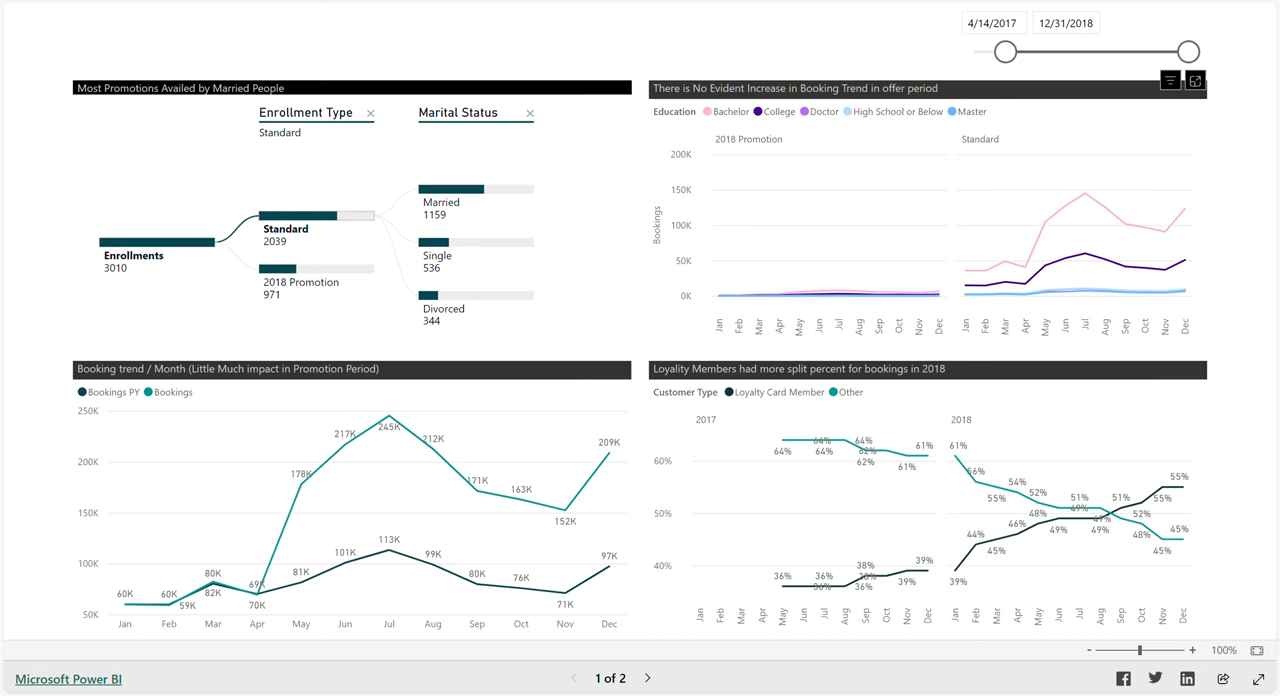 4/14/2017 12/31/2018
Most Promotions Availed by Married People
Enrollment Type Marital Status
Standard
Married
1159
Standard
2039
Enrollments
3010
Single
536
2018 Promotion
971
Divorced
344
There is No Evident Increase in Booking Trend in offer period
Education Bachelor College Doctor High School or Below Master
2018 Promotion Standard
200K
150K
100K
50K
0K
Bookings
Jan Feb Mar Apr May Jun Jul Aug Sep Oct Nov Dec Jan Feb Mar Apr May Jun Jul Aug Sep Oct Nov Dec
Booking trend / Month (Little Much impact in Promotion Period)
Bookings PY Bookings
250K
200K
150K
100K
50K
60K 60K 80K 69K 178K 217K 245K 212K 171K 163K 152K 209K
59K 82K 70K 81K 101K 113K 99K 80K 76K 71K 97K
Jan Feb Mar Apr May Jun Jul Aug Sep Oct Nov Dec
Loyality Members had more split percent for bookings in 2018
Customer Type Loyalty Card Member Other
2017 2018
60%
50%
40%
64% 64% 64% 64% 62% 62% 61% 61%
36% 36% 36% 36% 38% 38% 39% 39%
61% 56% 55% 54% 52% 51% 49% 49% 51% 52% 55% 55%
39% 44% 45% 46% 48% 49% 49% 48% 45% 45%
Jan Feb Mar Apr May Jun Jul Aug Sep Oct Nov Dec Jan Feb Mar Apr May Jun Jul Aug Sep Oct Nov Dec
- + 100%
Microsoft Power BI 1 of 2